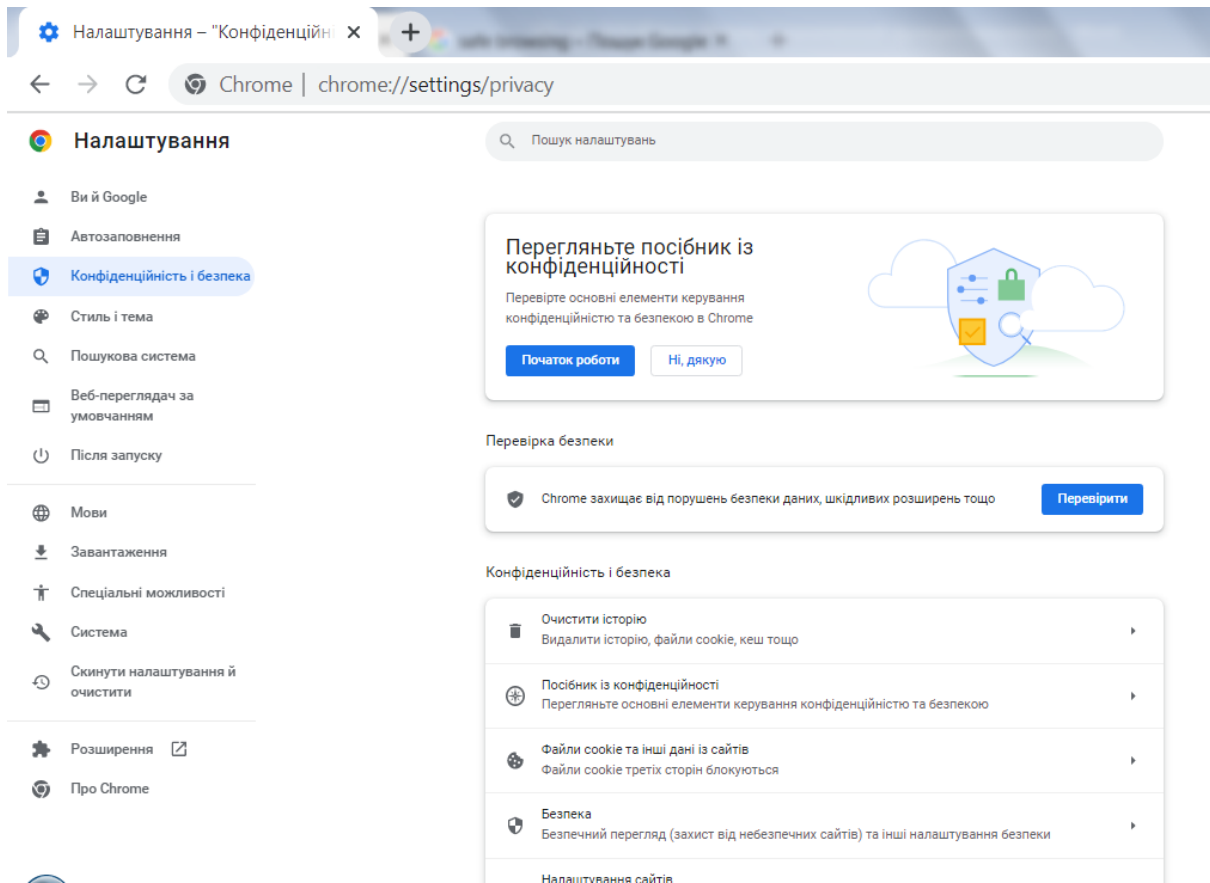 Налаштування – "Конфіденційн
safe browsing – Пошук Google
Chrome | chrome://settings/privacy
Налаштування
Пошук налаштувань
Ви й Google
Автозаповнення
Конфіденційність і безпека
Стиль і тема
Пошукова система
Веб-переглядач за
умовчанням
Після запуску
Мови
Завантаження
Спеціальні можливості
Система
Скинути налаштування й
очистити
Розширення
Про Chrome
Перегляньте посібник із
конфіденційності
Перевірте основні елементи керування
конфіденційністю та безпекою в Chrome
Початок роботи
Ні, дякую
Перевірка безпеки
Chrome захищає від порушень безпеки даних, шкідливих розширень тощо
Перевірити
Конфіденційність і безпека
Очистити історію
Видалити історію, файли cookie, кеш тощо
Посібник із конфіденційності
Перегляньте основні елементи керування конфіденційністю та безпекою
Файли cookie та інші дані із сайтів
Файли cookie третіх сторін блокуються
Безпека
Безпечний перегляд (захист від небезпечних сайтів) та інші налаштування безпеки
Налаштування сайтів